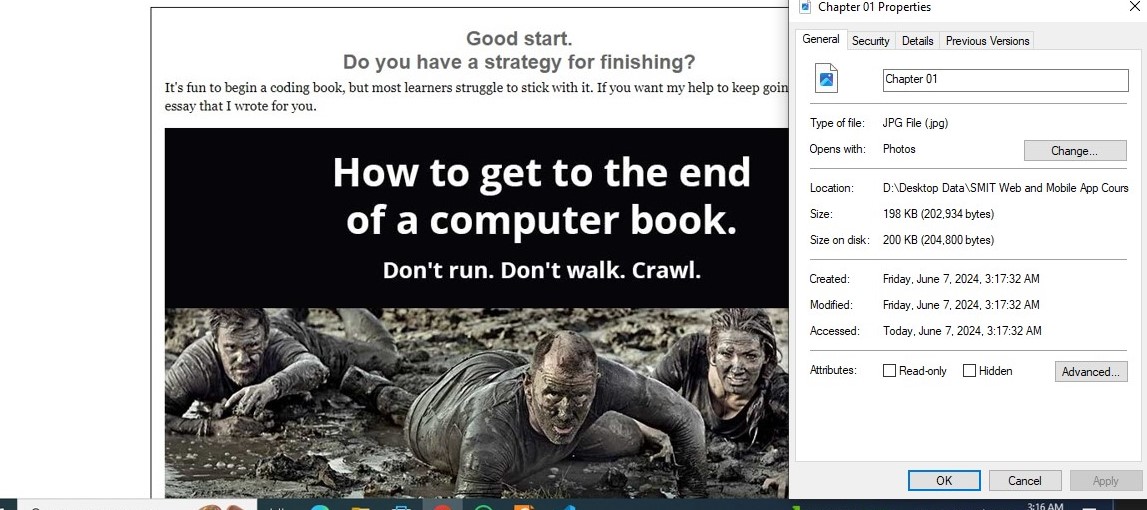 Good start.
Do you have a strategy for finishing?
It's fun to begin a coding book, but most learners struggle to stick with it. If you want my help to keep goin
essay that I wrote for you.
How to get to the end
of a computer book.
Don't run. Don't walk. Crawl.
Chapter 01 Properties
General Security Details Previous Versions
Chapter 01
Type of file: JPG File (.jpg)
Opens with: Photos Change...
Location: D:\Desktop Data\SMIT Web and Mobile App Cours
Size: 198 KB (202,934 bytes)
Size on disk: 200 KB (204,800 bytes)
Created: Friday, June 7, 2024, 3:17:32 AM
Modified: Friday, June 7, 2024, 3:17:32 AM
Accessed: Today, June 7, 2024, 3:17:32 AM
Attributes: Read-only Hidden Advanced...
OK Cancel Apply
3:16 AM